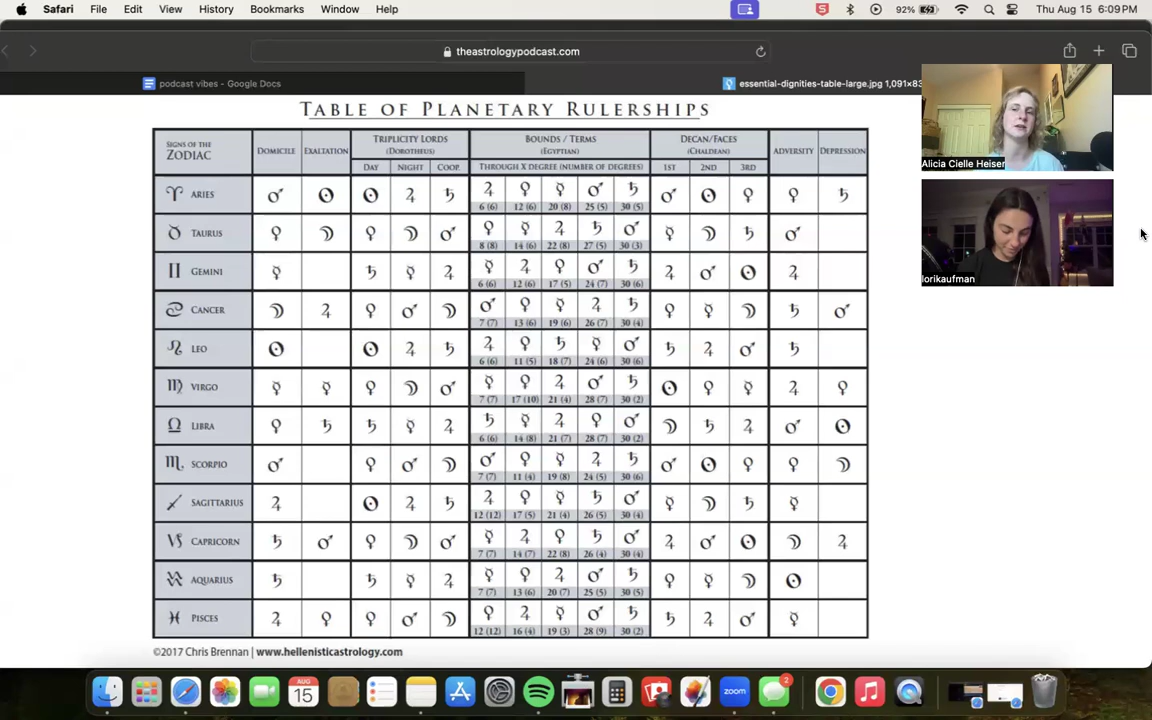 Safari File Edit View History Bookmarks Window Help 92% Thu Aug 15 6:09 PM
theastrologypodcast.com
podcast vibes – Google Docs essential-dignities-table-large.jpg 1,091×83
TABLE OF PLANETARY RULERSHIPS
SIGNS OF THE ZODIAC DOMICILE EXALTATION TRIPLICITY LORDS (DOROTHEUS) BOUNDS / TERMS (EGYPTIAN) DECAN/FACES (CHALDEAN) ADVERSITY DEPRESSION
DAY NIGHT COOP. THROUGH X DEGREE (NUMBER OF DEGREES) 1ST 2ND 3RD
♈ ARIES ♂ ☉ ☉ ♃ ♄ ♃ ♀ ☿ ♂ ♄ ♂ ☉ ♀ ♀ ♄
6 (6) 12 (6) 20 (8) 25 (5) 30 (5)
♉ TAURUS ♀ ☽ ♀ ☽ ♂ ♀ ☿ ♃ ♄ ♂ ☿ ☽ ♄ ♂
8 (8) 14 (6) 22 (8) 27 (5) 30 (3)
♊ GEMINI ☿ ♄ ☿ ♃ ☿ ♃ ♀ ♂ ♄ ♃ ♂ ☉ ♃
6 (6) 12 (6) 17 (5) 24 (7) 30 (6)
♋ CANCER ☽ ♃ ♀ ♂ ☽ ♂ ♀ ☿ ♃ ♄ ♀ ☿ ☽ ♄ ♂
7 (7) 13 (6) 19 (6) 26 (7) 30 (4)
♌ LEO ☉ ☉ ♃ ♄ ♃ ♀ ♄ ☿ ♂ ♄ ♃ ♂ ♄
6 (6) 11 (5) 18 (7) 24 (6) 30 (6)
♍ VIRGO ☿ ☿ ♀ ☽ ♂ ☿ ♀ ♃ ♂ ♄ ☉ ♀ ☿ ♃ ♀
7 (7) 17 (10) 21 (4) 28 (7) 30 (2)
♎ LIBRA ♀ ♄ ♄ ☿ ♃ ♄ ☿ ♃ ♀ ♂ ☽ ♄ ♃ ♂ ☉
6 (6) 14 (8) 21 (7) 28 (7) 30 (2)
♏ SCORPIO ♂ ♀ ♂ ☽ ♂ ♀ ☿ ♃ ♄ ♂ ☉ ♀ ♀ ☽
7 (7) 11 (4) 19 (8) 24 (5) 30 (6)
♐ SAGITTARIUS ♃ ☉ ♃ ♄ ♃ ♀ ☿ ♄ ♂ ☿ ☽ ♄ ☿
12 (12) 17 (5) 21 (4) 26 (5) 30 (4)
♑ CAPRICORN ♄ ♂ ♀ ☽ ♂ ☿ ♃ ♀ ♄ ♂ ♃ ♂ ☉ ☽ ♃
7 (7) 14 (7) 22 (8) 26 (4) 30 (4)
♒ AQUARIUS ♄ ♄ ☿ ♃ ☿ ♀ ♃ ♂ ♄ ♀ ☿ ☽ ☉
7 (7) 13 (6) 20 (7) 25 (5) 30 (5)
♓ PISCES ♃ ♀ ♀ ♂ ☽ ♀ ♃ ☿ ♂ ♄ ♄ ♃ ♂ ☿
12 (12) 16 (4) 19 (3) 28 (9) 30 (2)
©2017 Chris Brennan | www.hellenisticastrology.com
Alicia Cielle Heiser
lorikaufman
AUG
15
zoom
2